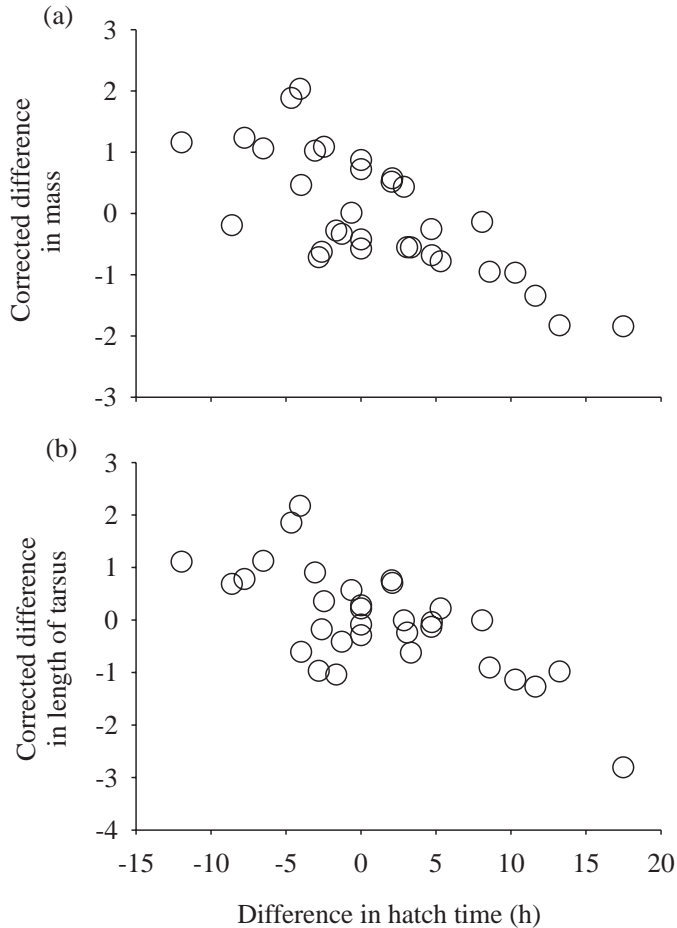 (a)
3
2
1
0
-1
-2
-3
Corrected difference
in mass
(b)
3
2
1
0
-1
-2
-3
-4
Corrected difference
in length of tarsus
-15 -10 -5 0 5 10 15 20
Difference in hatch time (h)